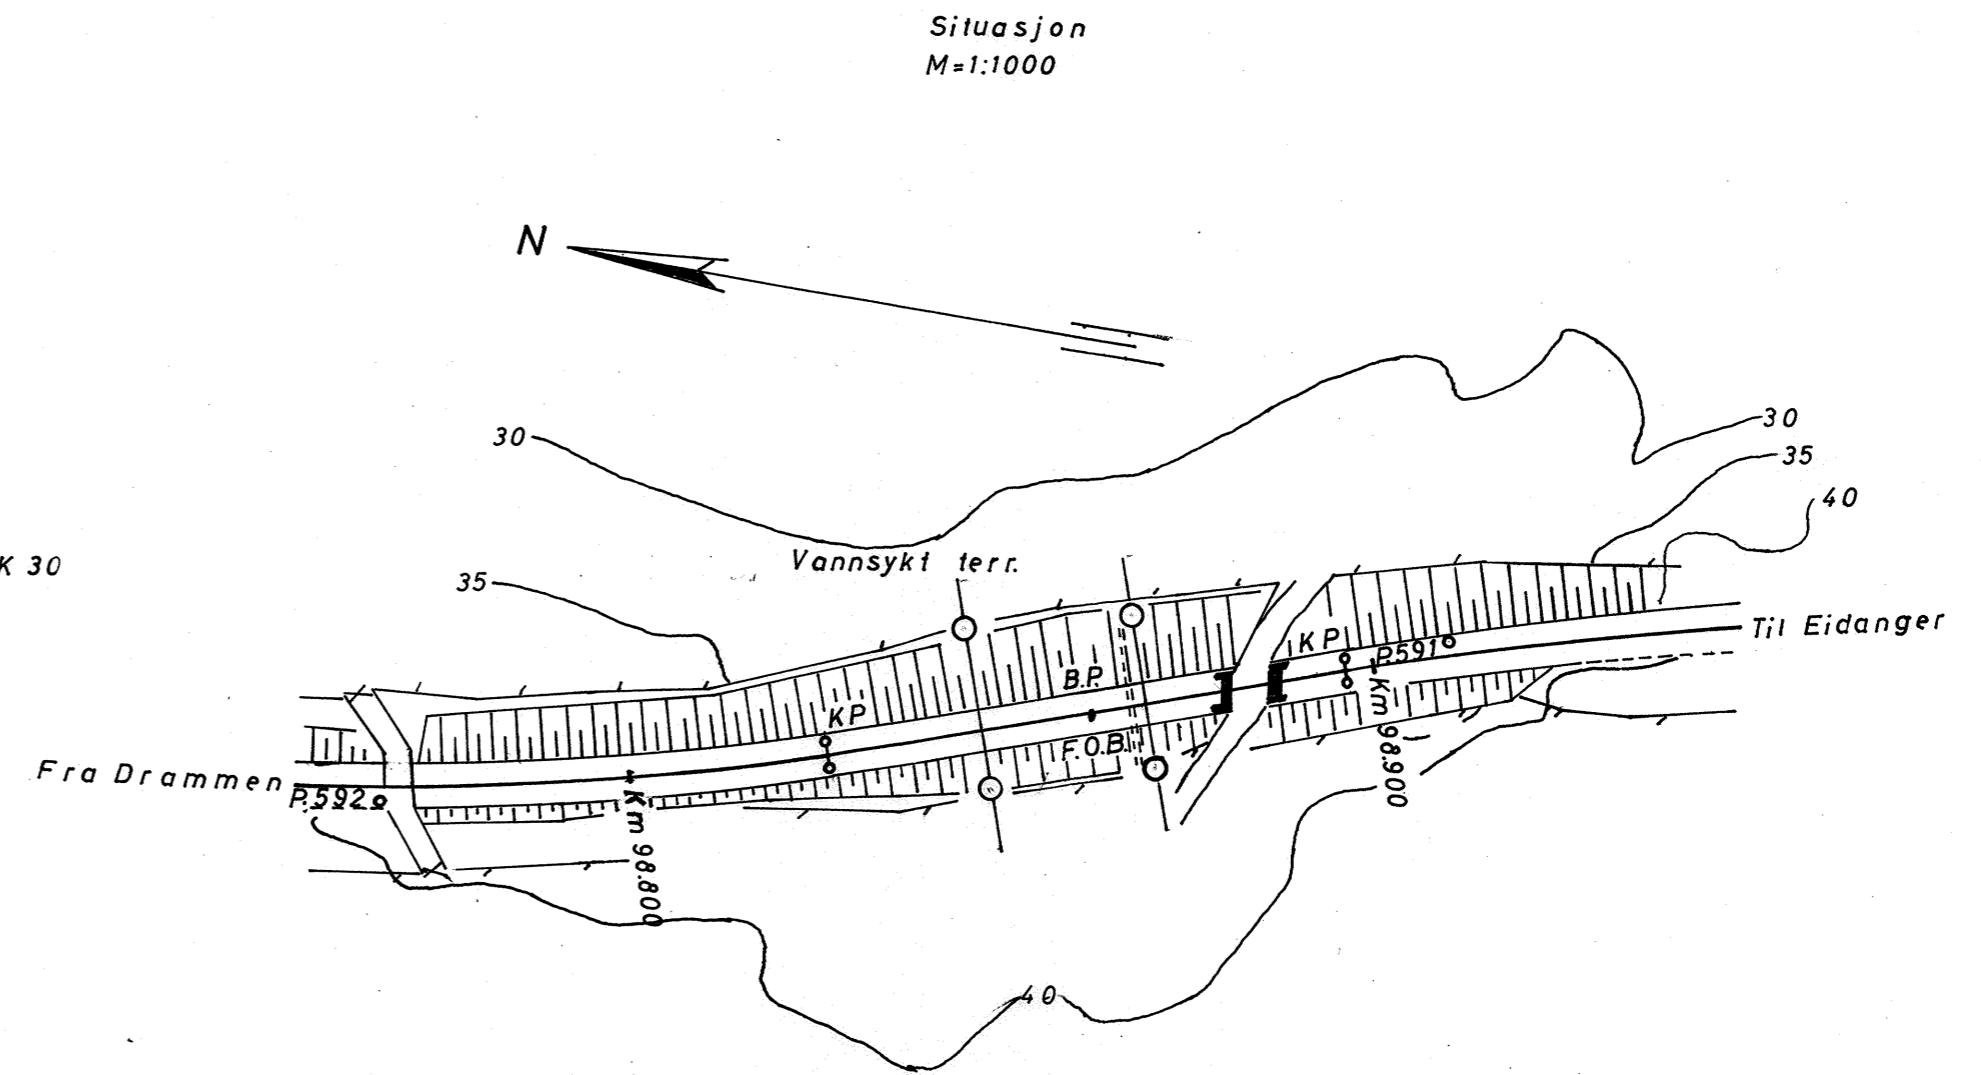 Situasjon
M=1:1000
N
30
30
35
40
K 30
35
Vannsykt terr.
Til Eidanger
KP
P.591
B.P.
KP
F.O.B.
Fra Drammen
P.592
Km 98.800
Km 98.900
40